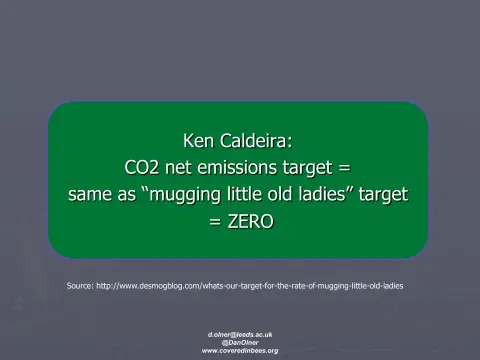 Ken Caldeira:
CO2 net emissions target =
same as “mugging little old ladies” target
= ZERO
Source: http://www.desmogblog.com/whats-our-target-for-the-rate-of-mugging-little-old-ladies
d.olner@leeds.ac.uk
@DanOlner
www.coveredinbees.org